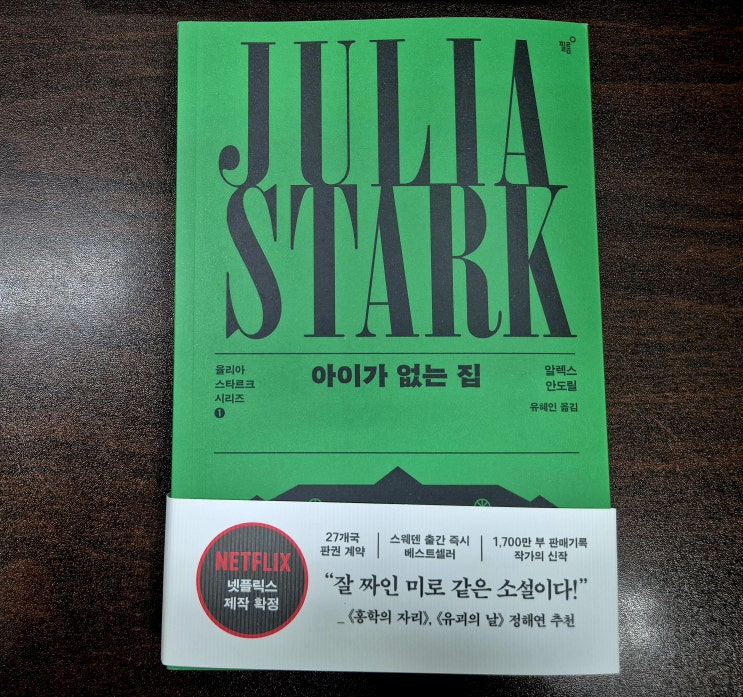 필름
JULIA
STARK
율리아
스타르크
시리즈
1
아이가 없는 집
알렉스
안도릴
유혜인 옮김
NETFLIX
넷플릭스
제작 확정
27개국
판권 계약
스웨덴 출간 즉시
베스트셀러
1,700만 부 판매기록
작가의 신작
“잘 짜인 미로 같은 소설이다!”
_《홍학의 자리》, 《유괴의 날》 정해연 추천